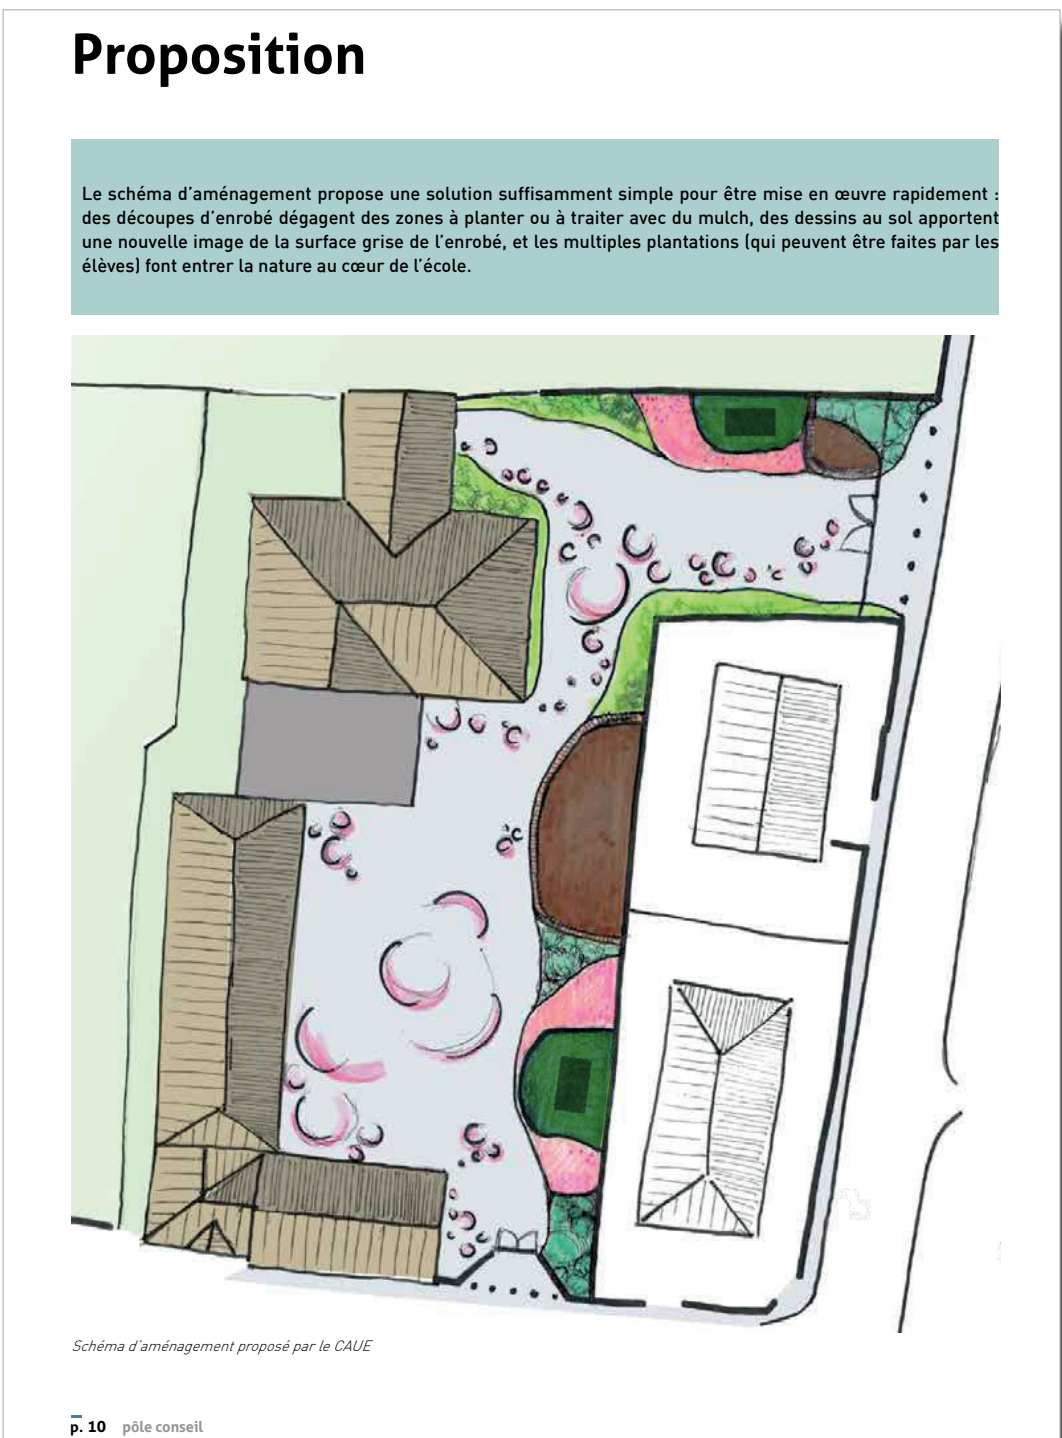 Proposition
Le schéma d’aménagement propose une solution suffisamment simple pour être mise en œuvre rapidement :
des découpes d’enrobé dégagent des zones à planter ou à traiter avec du mulch, des dessins au sol apportent
une nouvelle image de la surface grise de l’enrobé, et les multiples plantations (qui peuvent être faites par les
élèves) font entrer la nature au cœur de l’école.
Schéma d’aménagement proposé par le CAUE
p. 10 pôle conseil